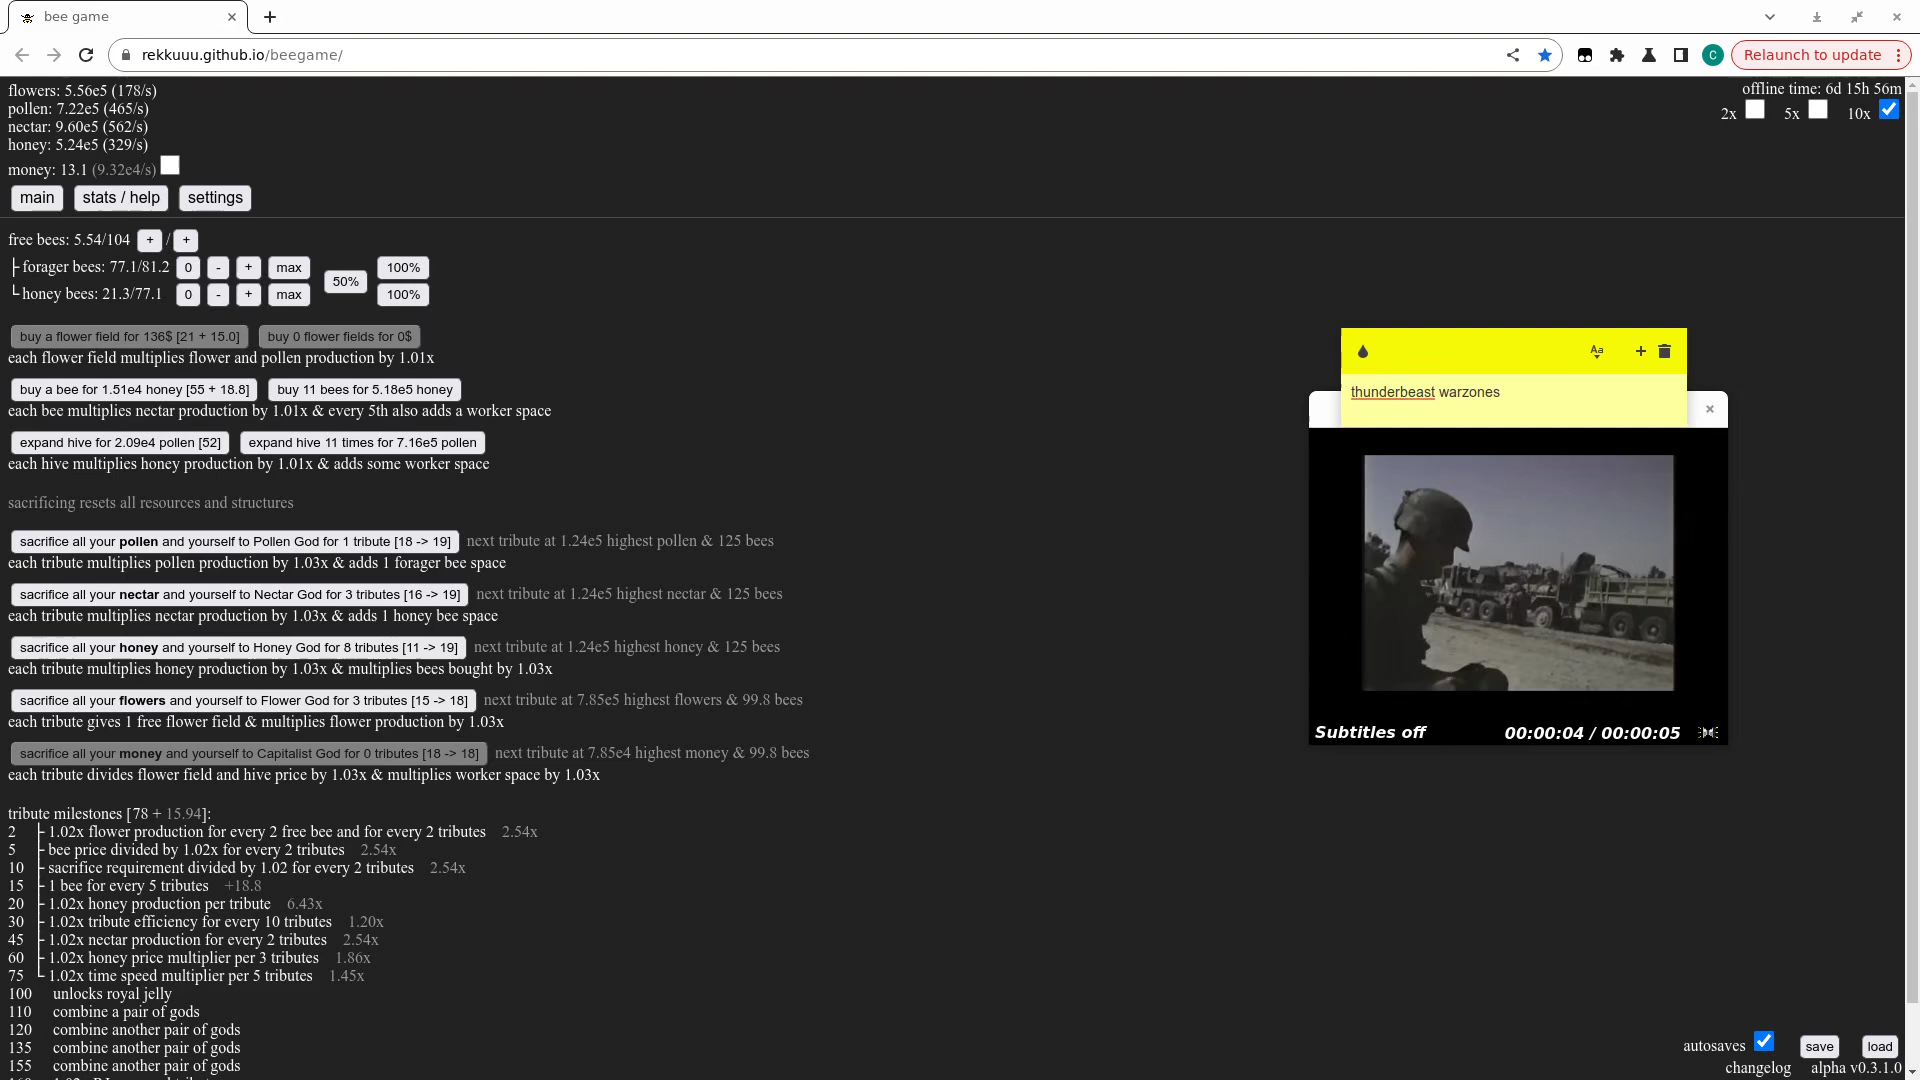 bee game
rekkuuu.github.io/beegame/
C
Relaunch to update
flowers: 5.56e5 (178/s)
pollen: 7.22e5 (465/s)
nectar: 9.60e5 (562/s)
honey: 5.24e5 (329/s)
money: 13.1 (9.32e4/s)
offline time: 6d 15h 56m
2x 5x 10x
main stats / help settings
free bees: 5.54/104 + / +
├ forager bees: 77.1/81.2 0 - + max 50% 100%
└ honey bees: 21.3/77.1 0 - + max 100%
buy a flower field for 136$ [21 + 15.0] buy 0 flower fields for 0$
each flower field multiplies flower and pollen production by 1.01x
buy a bee for 1.51e4 honey [55 + 18.8] buy 11 bees for 5.18e5 honey
each bee multiplies nectar production by 1.01x & every 5th also adds a worker space
expand hive for 2.09e4 pollen [52] expand hive 11 times for 7.16e5 pollen
each hive multiplies honey production by 1.01x & adds some worker space
sacrificing resets all resources and structures
sacrifice all your pollen and yourself to Pollen God for 1 tribute [18 -> 19] next tribute at 1.24e5 highest pollen & 125 bees
each tribute multiplies pollen production by 1.03x & adds 1 forager bee space
sacrifice all your nectar and yourself to Nectar God for 3 tributes [16 -> 19] next tribute at 1.24e5 highest nectar & 125 bees
each tribute multiplies nectar production by 1.03x & adds 1 honey bee space
sacrifice all your honey and yourself to Honey God for 8 tributes [11 -> 19] next tribute at 1.24e5 highest honey & 125 bees
each tribute multiplies honey production by 1.03x & multiplies bees bought by 1.03x
sacrifice all your flowers and yourself to Flower God for 3 tributes [15 -> 18] next tribute at 7.85e5 highest flowers & 99.8 bees
each tribute gives 1 free flower field & multiplies flower production by 1.03x
sacrifice all your money and yourself to Capitalist God for 0 tributes [18 -> 18] next tribute at 7.85e4 highest money & 99.8 bees
each tribute divides flower field and hive price by 1.03x & multiplies worker space by 1.03x
tribute milestones [78 + 15.94]:
2 ├ 1.02x flower production for every 2 free bee and for every 2 tributes 2.54x
5 ├ bee price divided by 1.02x for every 2 tributes 2.54x
10 ├ sacrifice requirement divided by 1.02 for every 2 tributes 2.54x
15 ├ 1 bee for every 5 tributes +18.8
20 ├ 1.02x honey production per tribute 6.43x
30 ├ 1.02x tribute efficiency for every 10 tributes 1.20x
45 ├ 1.02x nectar production for every 2 tributes 2.54x
60 ├ 1.02x honey price multiplier per 3 tributes 1.86x
75 └ 1.02x time speed multiplier per 5 tributes 1.45x
100 unlocks royal jelly
110 combine a pair of gods
120 combine another pair of gods
135 combine another pair of gods
155 combine another pair of gods
Aa
thunderbeast warzones
Subtitles off 00:00:04 / 00:00:05
autosaves save load
changelog alpha v0.3.1.0